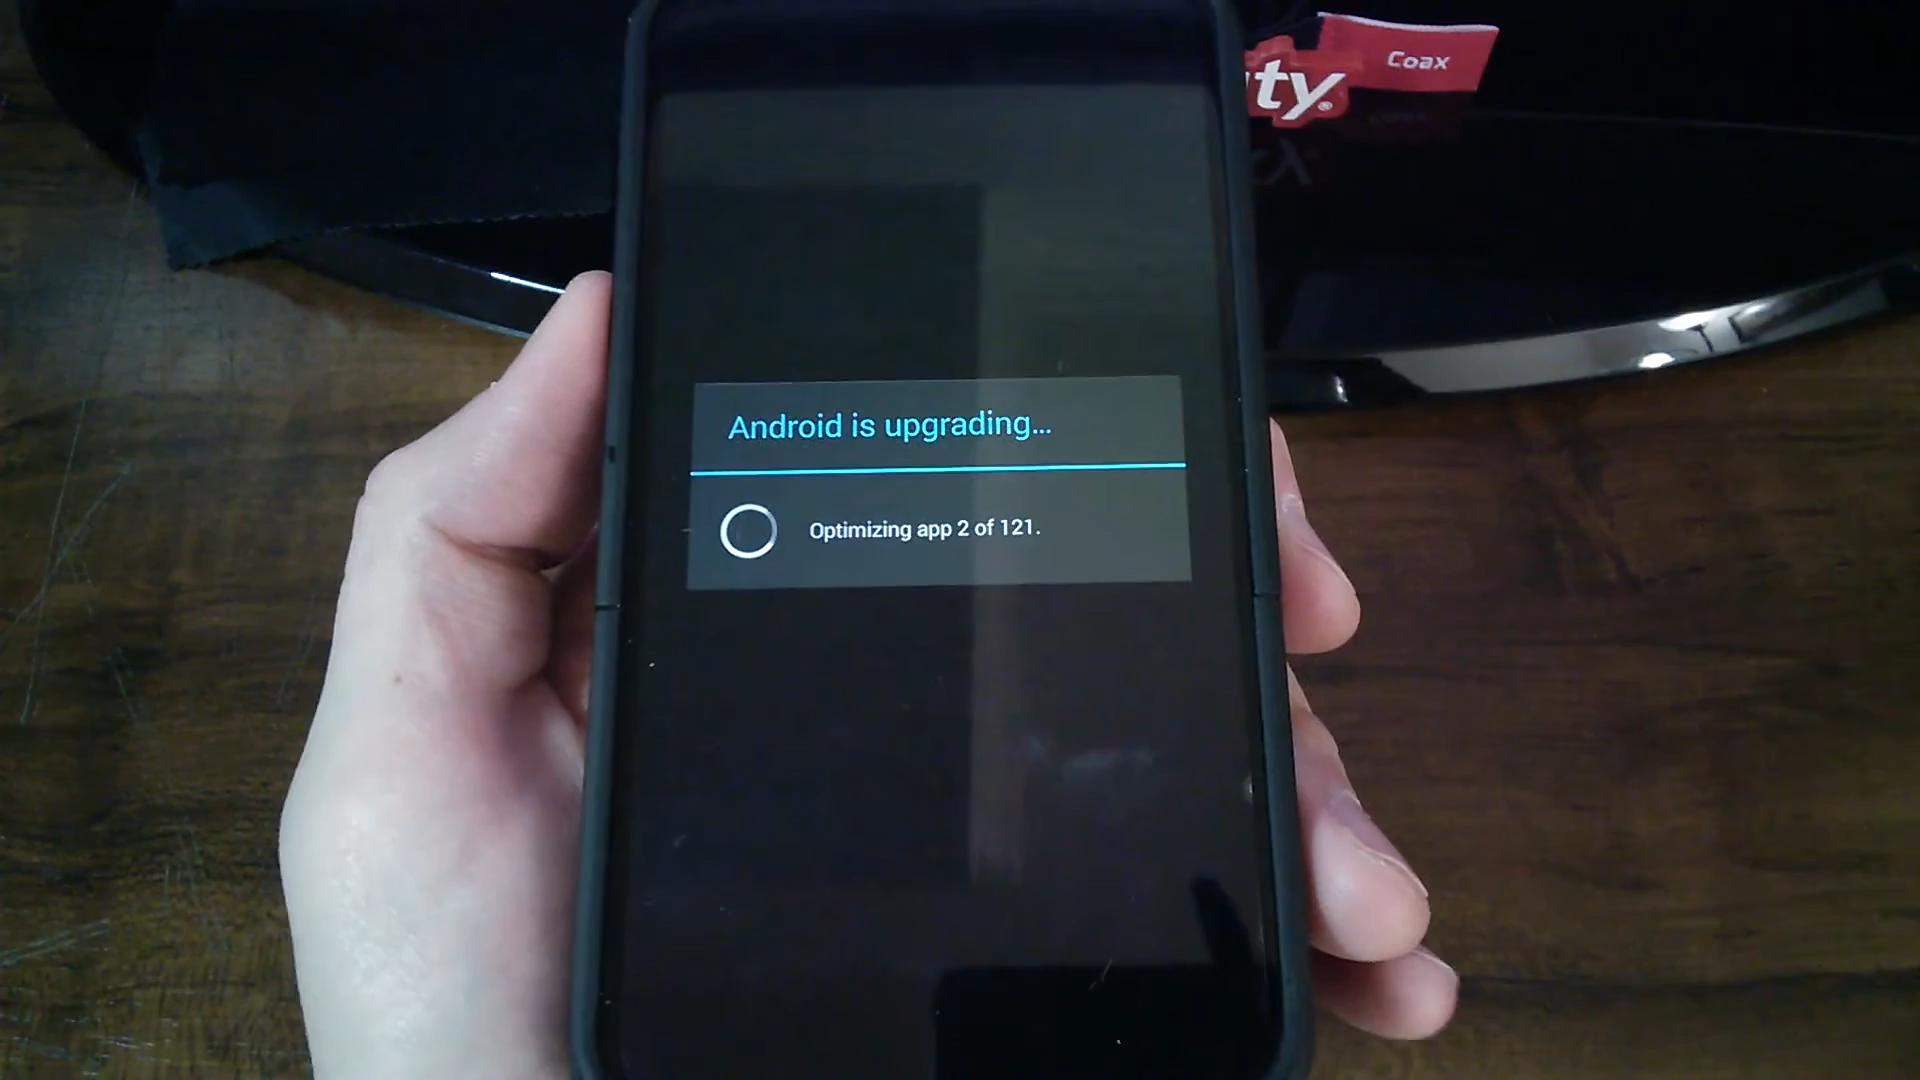 Coax
ty®
Android is upgrading...
Optimizing app 2 of 121.